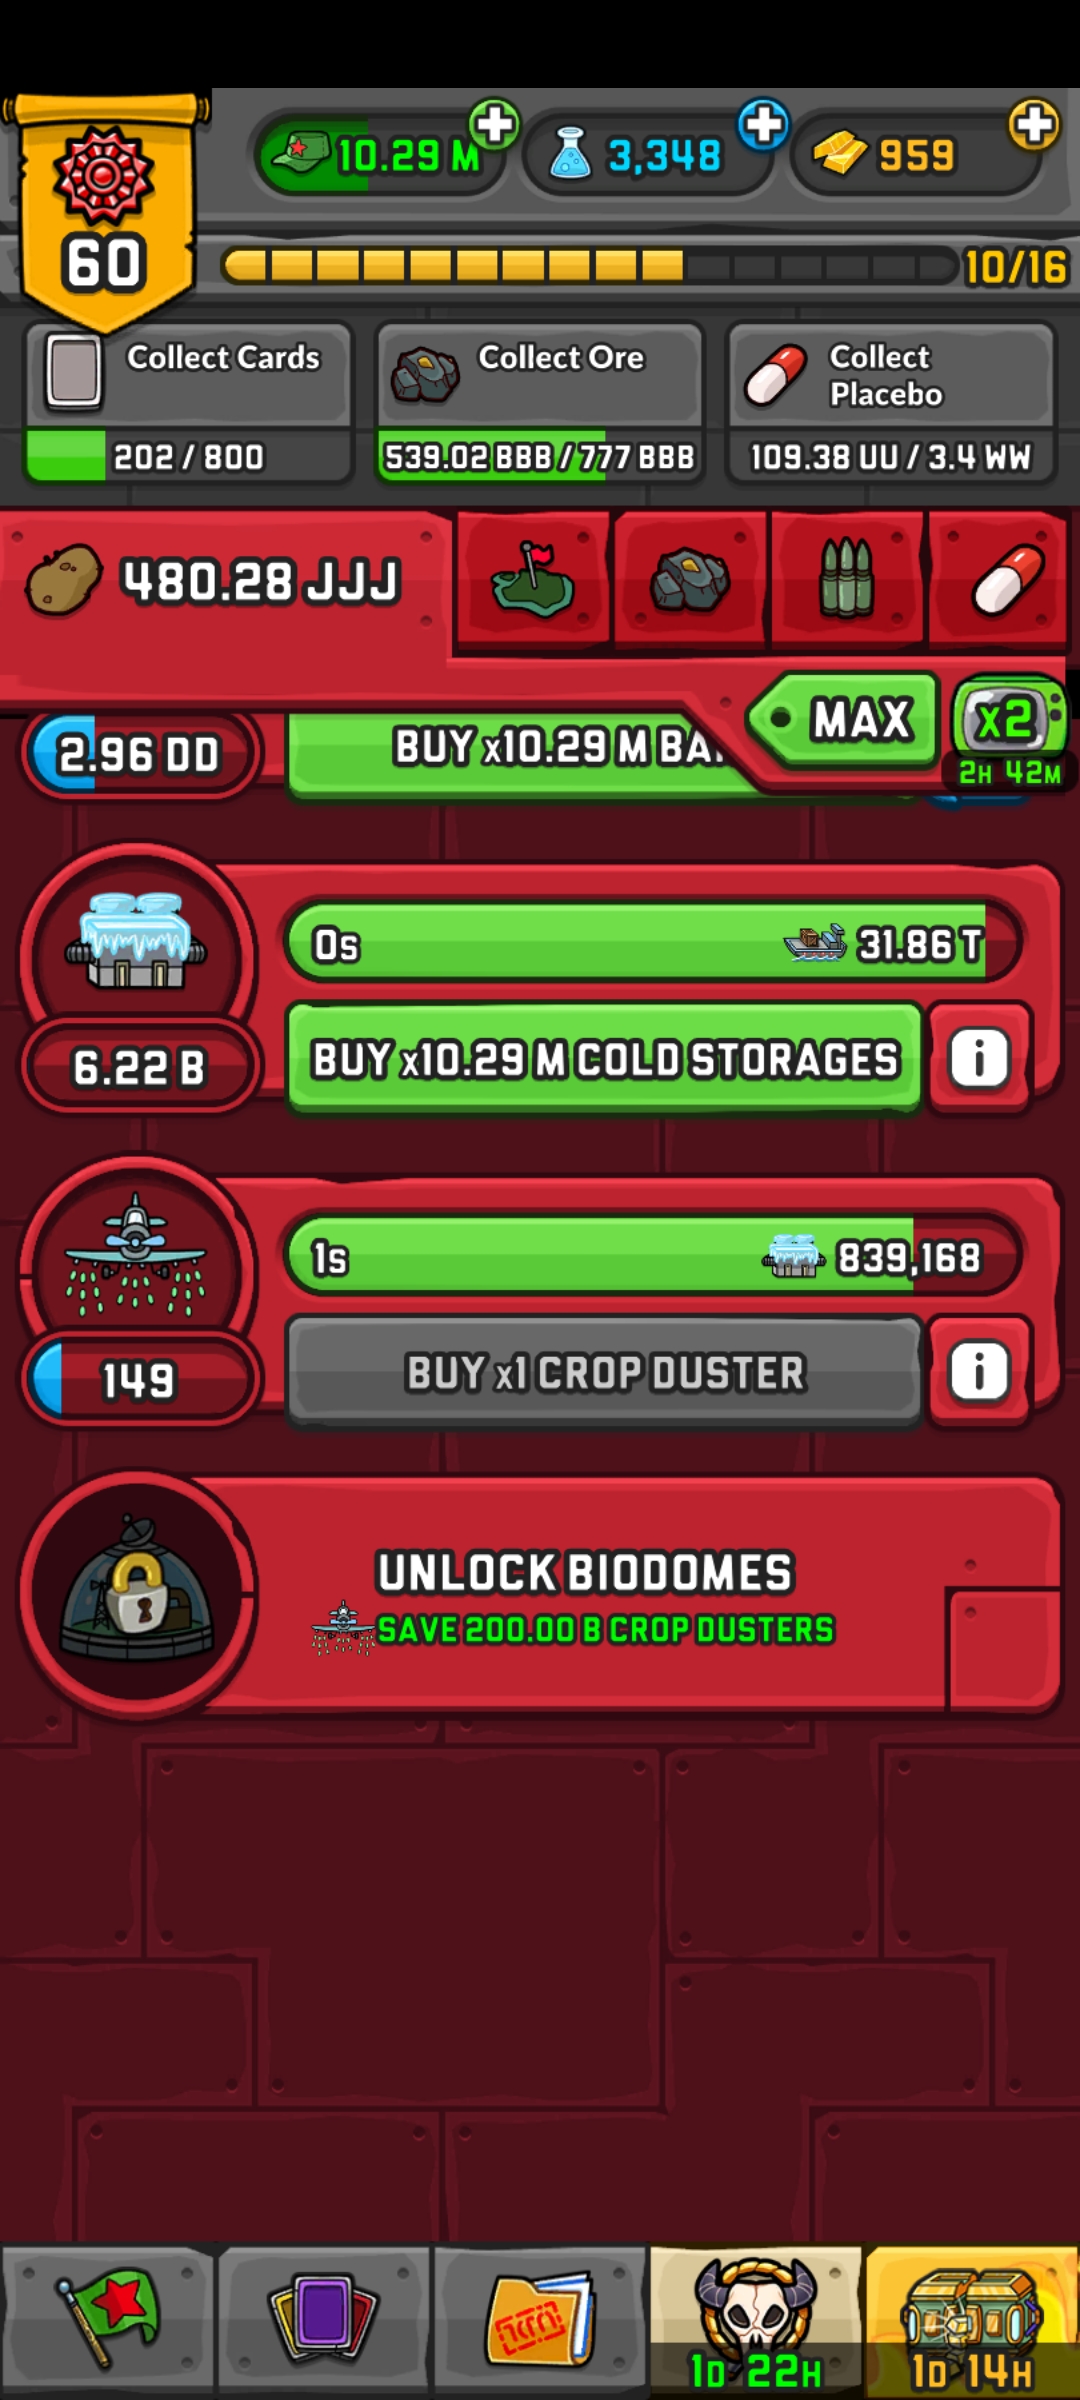 10.29 M
3,348
959
60
10/16
Collect Cards
202 / 800
Collect Ore
539.02 BBB / 777 BBB
Collect
Placebo
109.38 UU / 3.4 WW
480.28 JJJ
MAX
x2
2H 42M
2.96 DD
BUY x10.29 M BA
0s
31.86 T
6.22 B
BUY x10.29 M COLD STORAGES
i
1s
839,168
149
BUY x1 CROP DUSTER
i
UNLOCK BIODOMES
SAVE 200.00 B CROP DUSTERS
1D 22H
1D 14H